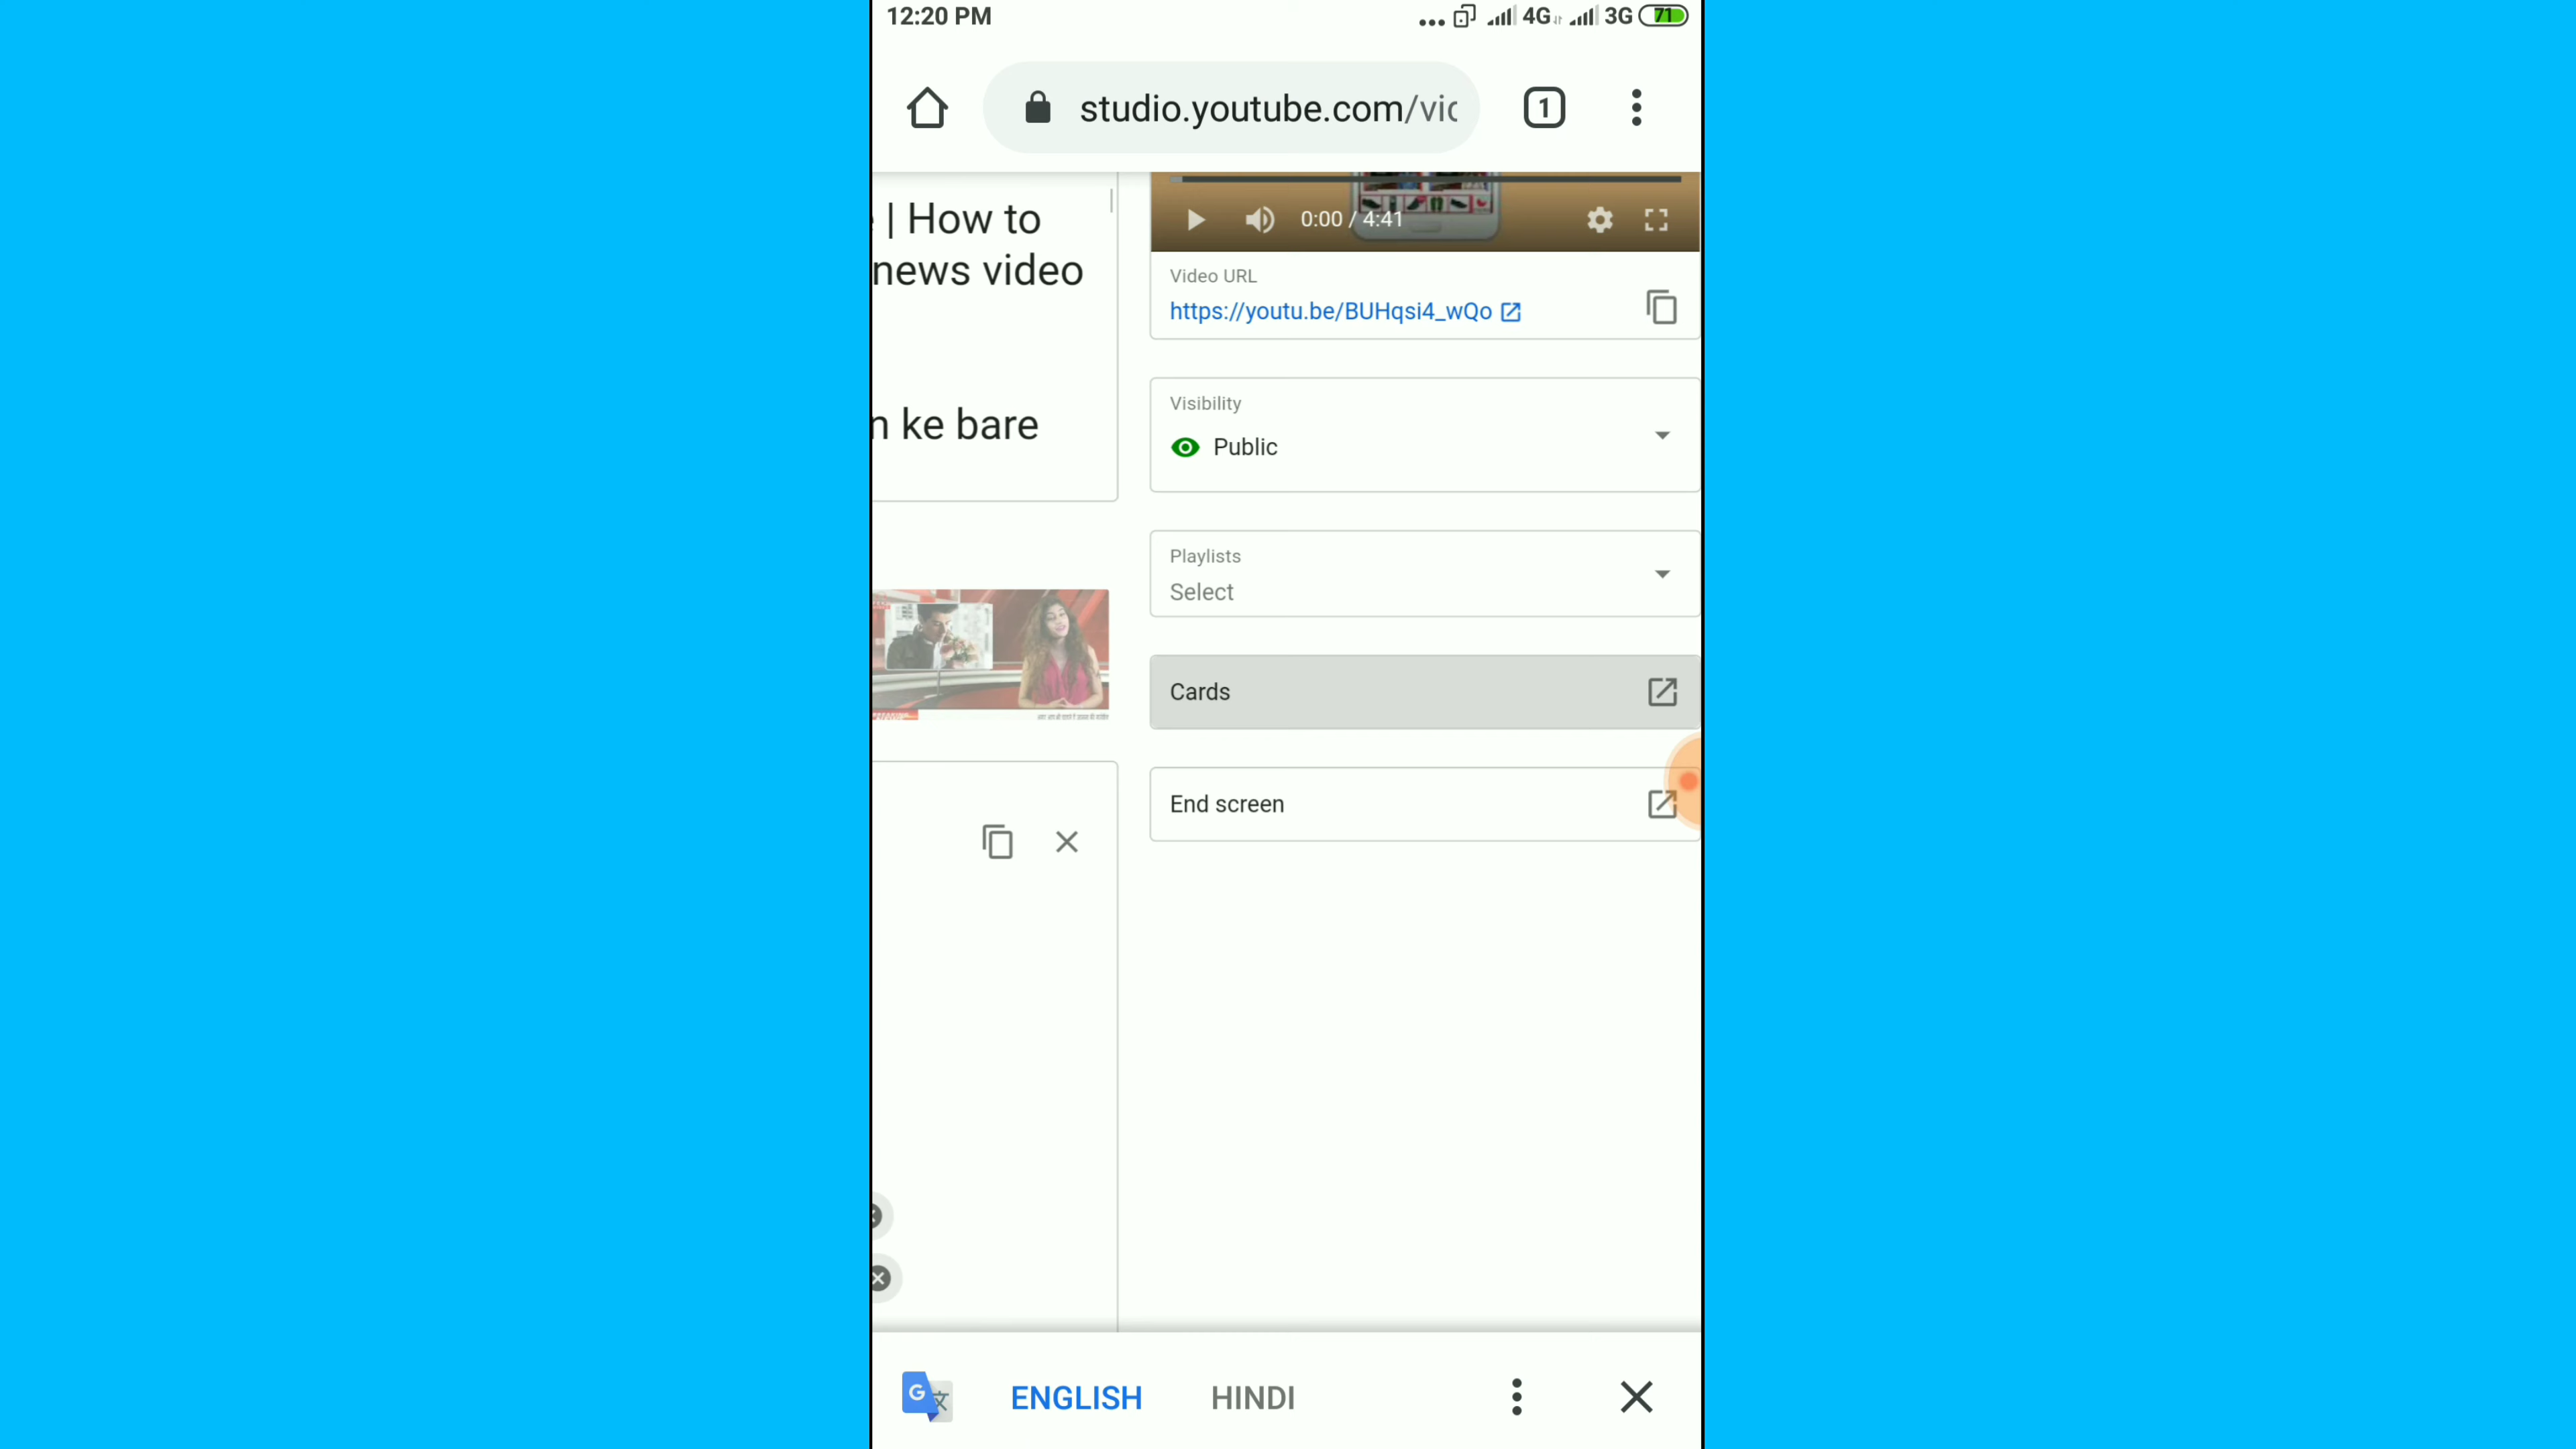 12:20 PM
4G
3G
71
studio.youtube.com/vic
1
| How to
news video
n ke bare
0:00 / 4:41
Video URL
https://youtu.be/BUHqsi4_wQo
Visibility
Public
Playlists
Select
Cards
End screen
G
ENGLISH
HINDI